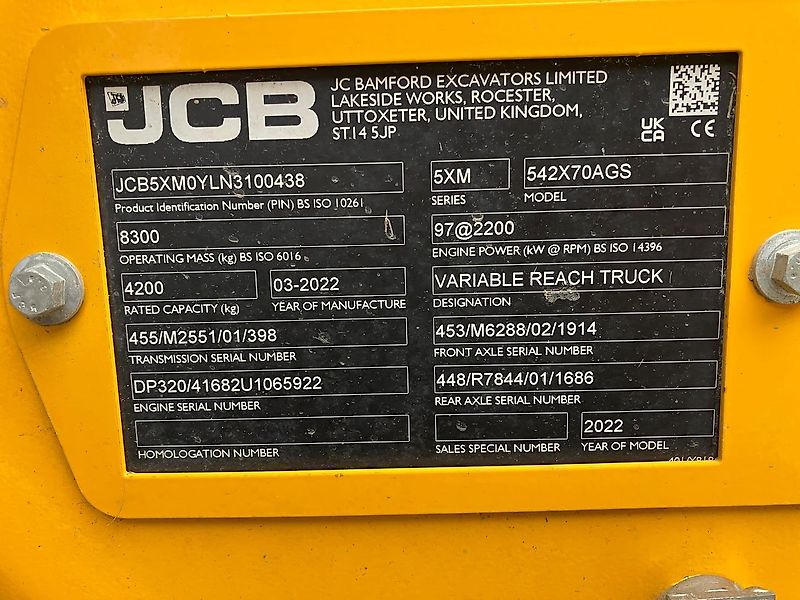 JCB
JC BAMFORD EXCAVATORS LIMITED
LAKESIDE WORKS, ROCESTER,
UTTOXETER, UNITED KINGDOM,
ST14 5JP
UK
CA CE
JCB5XM0YLN3100438
Product Identification Number (PIN) BS ISO 10261
5XM
SERIES
542X70AGS
MODEL
8300
OPERATING MASS (kg) BS ISO 6016
97@2200
ENGINE POWER (kW @ RPM) BS ISO 14396
4200
RATED CAPACITY (kg)
03-2022
YEAR OF MANUFACTURE
VARIABLE REACH TRUCK
DESIGNATION
455/M2551/01/398
TRANSMISSION SERIAL NUMBER
453/M6288/02/1914
FRONT AXLE SERIAL NUMBER
DP320/41682U1065922
ENGINE SERIAL NUMBER
448/R7844/01/1686
REAR AXLE SERIAL NUMBER
HOMOLOGATION NUMBER
SALES SPECIAL NUMBER
2022
YEAR OF MODEL